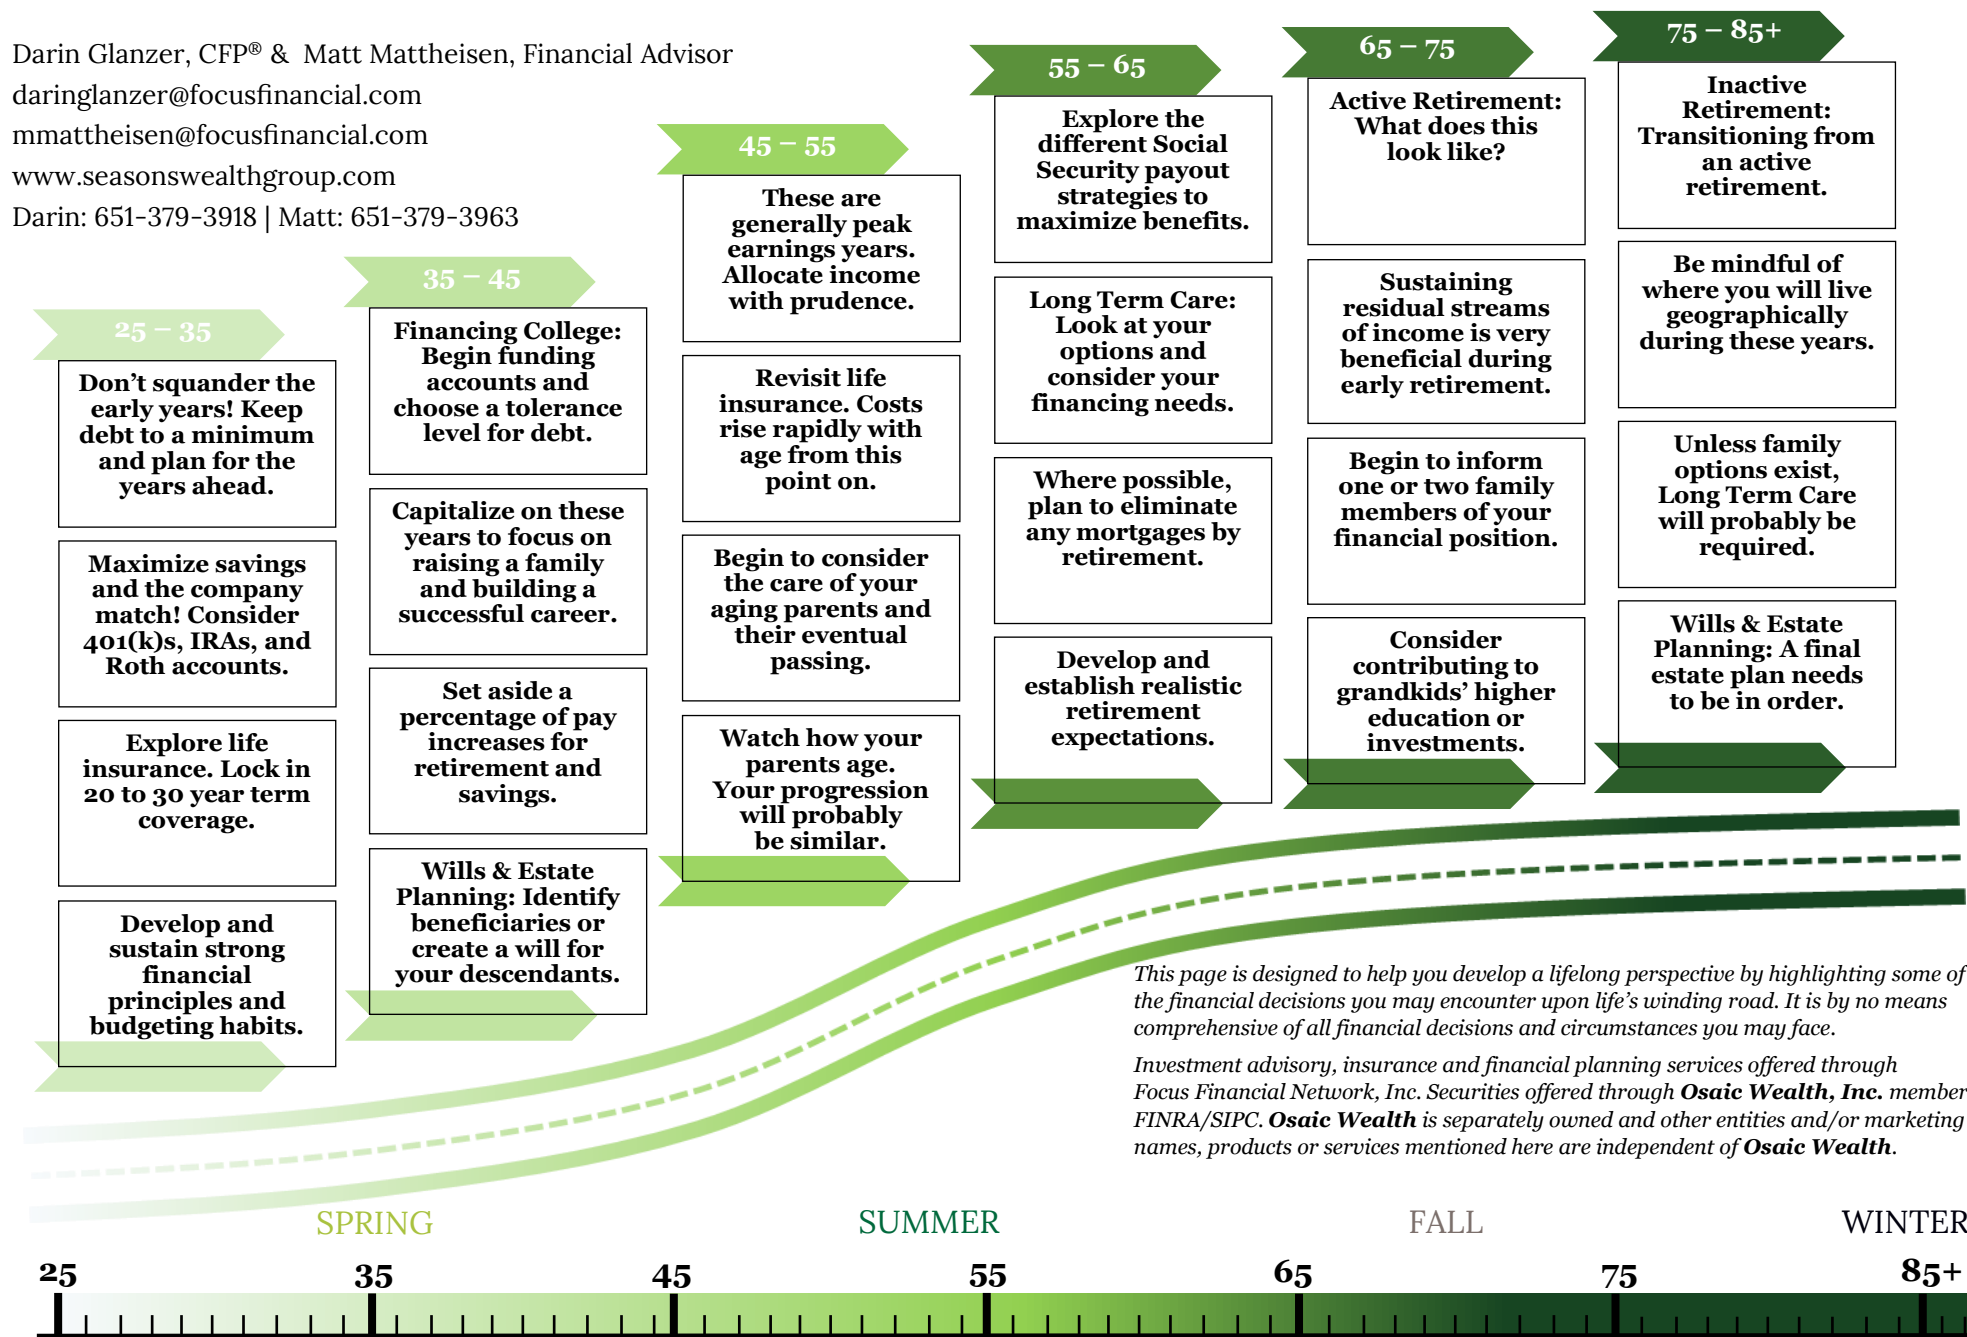 Darin Glanzer, CFP® & Matt Mattheisen, Financial Advisor
daringlanzer@focusfinancial.com
mmattheisen@focusfinancial.com
www.seasonswealthgroup.com
Darin: 651-379-3918 | Matt: 651-379-3963
25 – 35
Don’t squander the
early years! Keep
debt to a minimum
and plan for the
years ahead.
Maximize savings
and the company
match! Consider
401(k)s, IRAs, and
Roth accounts.
Explore life
insurance. Lock in
20 to 30 year term
coverage.
Develop and
sustain strong
financial
principles and
budgeting habits.
35 – 45
Financing College:
Begin funding
accounts and
choose a tolerance
level for debt.
Capitalize on these
years to focus on
raising a family
and building a
successful career.
Set aside a
percentage of pay
increases for
retirement and
savings.
Wills & Estate
Planning: Identify
beneficiaries or
create a will for
your descendants.
45 – 55
These are
generally peak
earnings years.
Allocate income
with prudence.
Revisit life
insurance. Costs
rise rapidly with
age from this
point on.
Begin to consider
the care of your
aging parents and
their eventual
passing.
Watch how your
parents age.
Your progression
will probably
be similar.
55 – 65
Explore the
different Social
Security payout
strategies to
maximize benefits.
Long Term Care:
Look at your
options and
consider your
financing needs.
Where possible,
plan to eliminate
any mortgages by
retirement.
Develop and
establish realistic
retirement
expectations.
65 – 75
Active Retirement:
What does this
look like?
Sustaining
residual streams
of income is very
beneficial during
early retirement.
Begin to inform
one or two family
members of your
financial position.
Consider
contributing to
grandkids’ higher
education or
investments.
75 – 85+
Inactive
Retirement:
Transitioning from
an active
retirement.
Be mindful of
where you will live
geographically
during these years.
Unless family
options exist,
Long Term Care
will probably be
required.
Wills & Estate
Planning: A final
estate plan needs
to be in order.
This page is designed to help you develop a lifelong perspective by highlighting some of
the financial decisions you may encounter upon life’s winding road. It is by no means
comprehensive of all financial decisions and circumstances you may face.
Investment advisory, insurance and financial planning services offered through
Focus Financial Network, Inc. Securities offered through Osaic Wealth, Inc. member
FINRA/SIPC. Osaic Wealth is separately owned and other entities and/or marketing
names, products or services mentioned here are independent of Osaic Wealth.
SPRING SUMMER FALL WINTER
25 35 45 55 65 75 85+